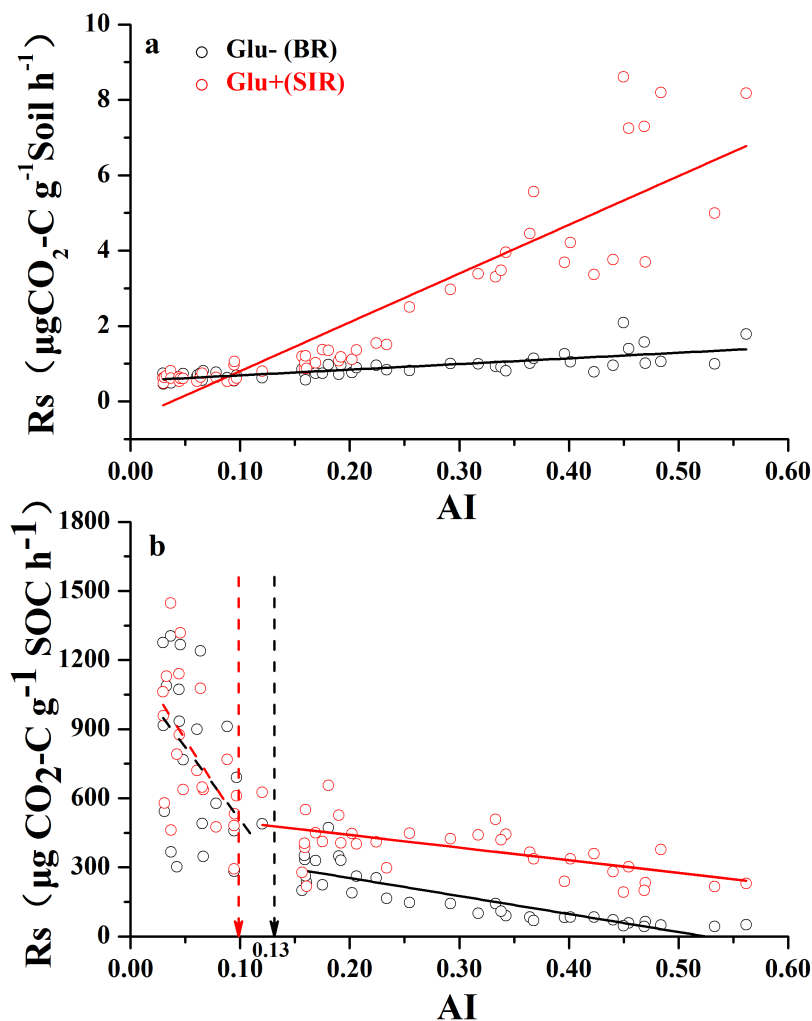 a
Glu- (BR)
Glu+(SIR)
Rs（μgCO₂-C g⁻¹Soil h⁻¹）
10
8
6
4
2
0
0.00 0.10 0.20 0.30 0.40 0.50 0.60
AI
b
Rs（μg CO₂-C g⁻¹ SOC h⁻¹）
1800
1500
1200
900
600
300
0
0.13
0.00 0.10 0.20 0.30 0.40 0.50 0.60
AI